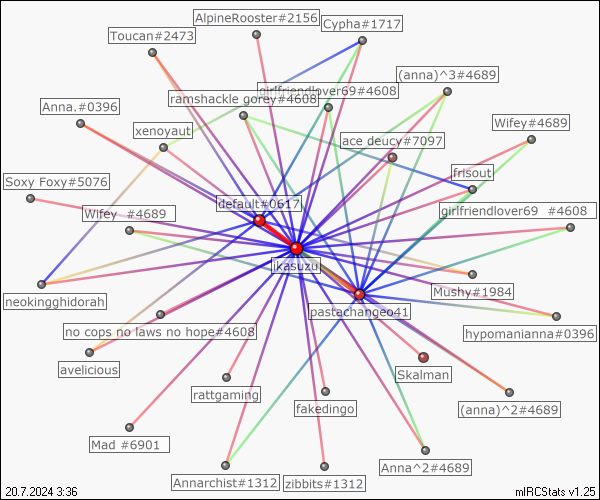 AlpineRooster#2156
Cypha#1717
Toucan#2473
(anna)^3#4689
girlfriendlover69#4608
ramshackle gorey#4608
Anna.#0396
Wifey#4689
xenoyaut
ace deucy#7097
Soxy Foxy#5076
frisout
default#0617
Wifey #4689
girlfriendlover69 #4608
jkasuzuj
Mushy#1984
neokingghidorah
pastachangeo41
no cops no laws no hope#4608
hypomanianna#0396
avelicious
Skalman
rattgaming
fakedingo
(anna)^2#4689
Mad #6901
Anna^2#4689
Annarchist#1312
zibbits#1312
20.7.2024 3:36
mIRCStats v1.25